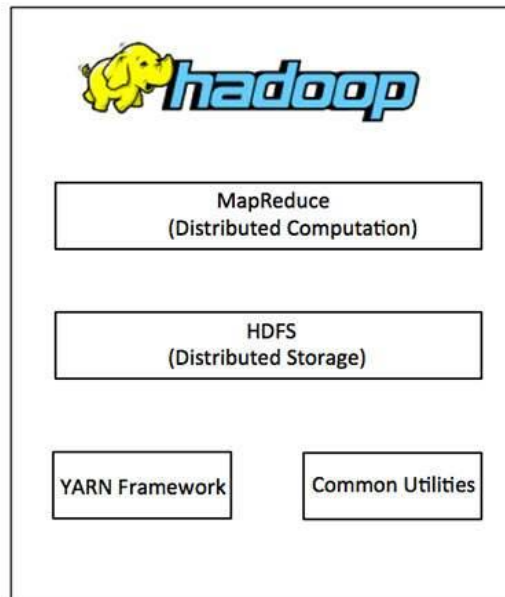 hadoop
MapReduce
(Distributed Computation)
HDFS
(Distributed Storage)
YARN Framework
Common Utilities